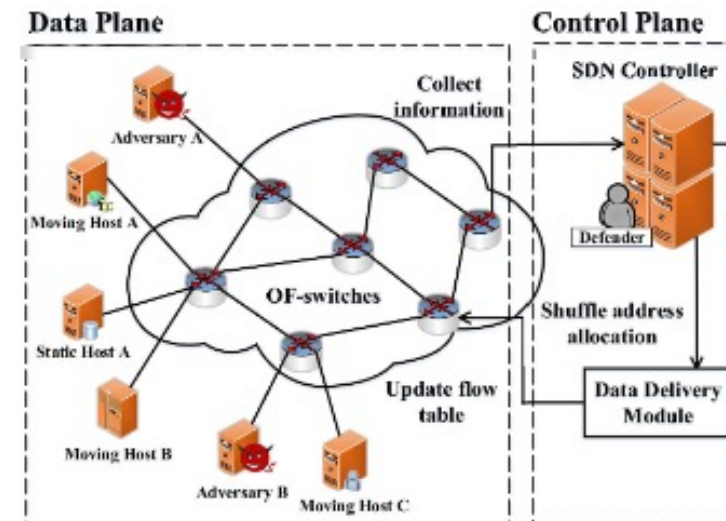 Data Plane
Control Plane
SDN Controller
Collect
information
Adversary A
Moving Host A
Defender
OF-switches
Shuffle address
allocation
Static Host A
Update flow
table
Data Delivery
Module
Moving Host B
Adversary B
Moving Host C